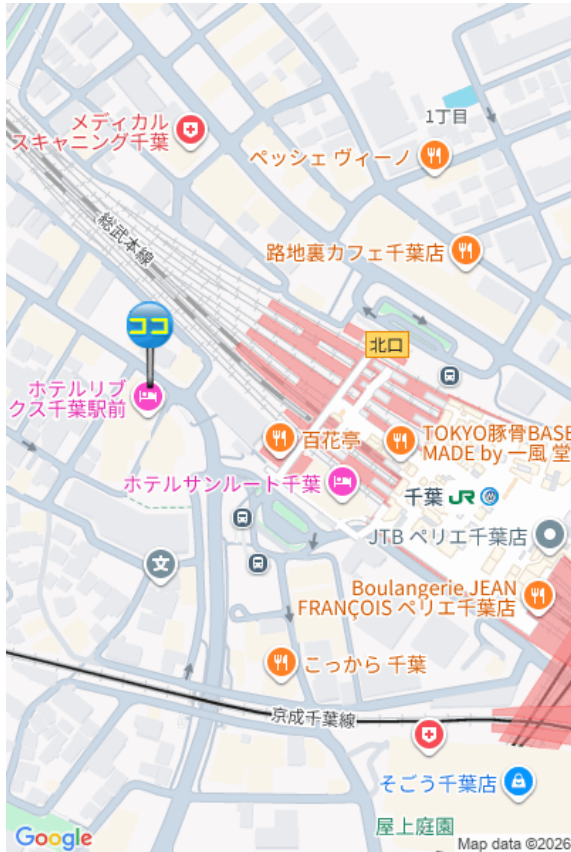 1丁目
メディカル
スキャニング千葉
ペッシェ ヴィーノ
総武本線
路地裏カフェ千葉店
ココ
北口
ホテルリブ
クス千葉駅前
百花亭
TOKYO豚骨BASE
MADE by 一風 堂
ホテルサンルート千葉
千葉 JR
JTB ペリエ千葉店
文
Boulangerie JEAN
FRANÇOIS ペリエ千葉店
こっから 千葉
京成千葉線
そごう千葉店
屋上庭園
Google
Map data ©2026